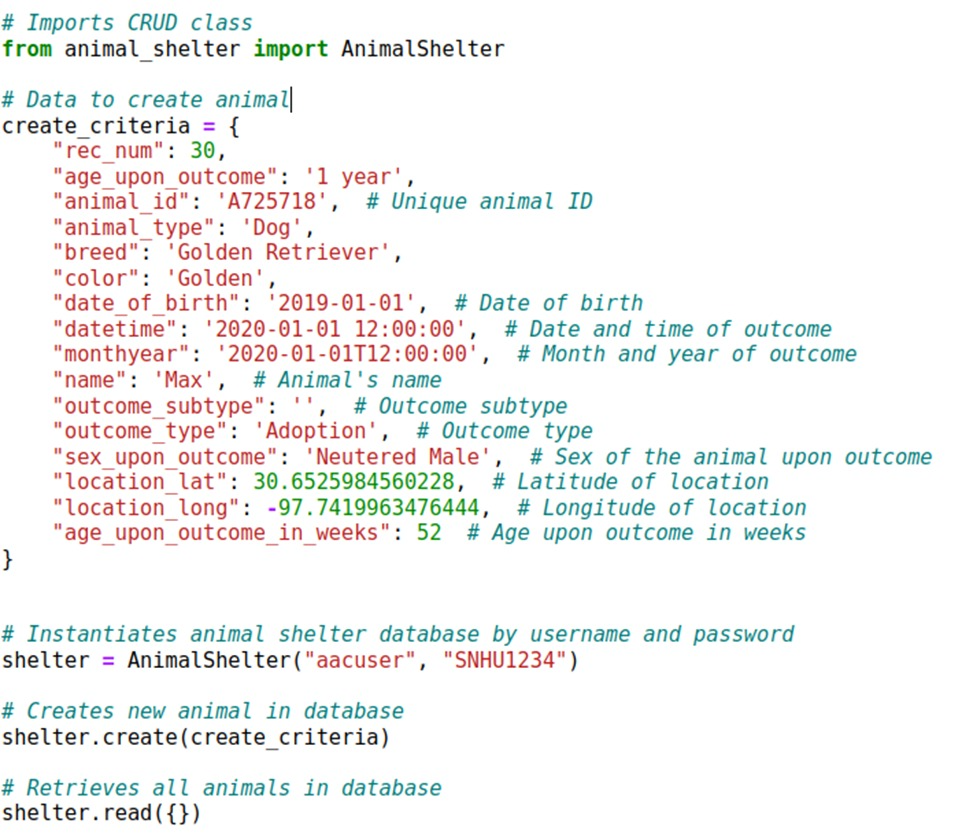 # Imports CRUD class
from animal_shelter import AnimalShelter
# Data to create animal
create_criteria = {
    "rec_num": 30,
    "age_upon_outcome": '1 year',
    "animal_id": 'A725718',  # Unique animal ID
    "animal_type": 'Dog',
    "breed": 'Golden Retriever',
    "color": 'Golden',
    "date_of_birth": '2019-01-01',  # Date of birth
    "datetime": '2020-01-01 12:00:00',  # Date and time of outcome
    "monthyear": '2020-01-01T12:00:00',  # Month and year of outcome
    "name": 'Max',  # Animal's name
    "outcome_subtype": '',  # Outcome subtype
    "outcome_type": 'Adoption',  # Outcome type
    "sex_upon_outcome": 'Neutered Male',  # Sex of the animal upon outcome
    "location_lat": 30.6525984560228,  # Latitude of location
    "location_long": -97.7419963476444,  # Longitude of location
    "age_upon_outcome_in_weeks": 52  # Age upon outcome in weeks
}
# Instantiates animal shelter database by username and password
shelter = AnimalShelter("aacuser", "SNHU1234")
# Creates new animal in database
shelter.create(create_criteria)
# Retrieves all animals in database
shelter.read({})